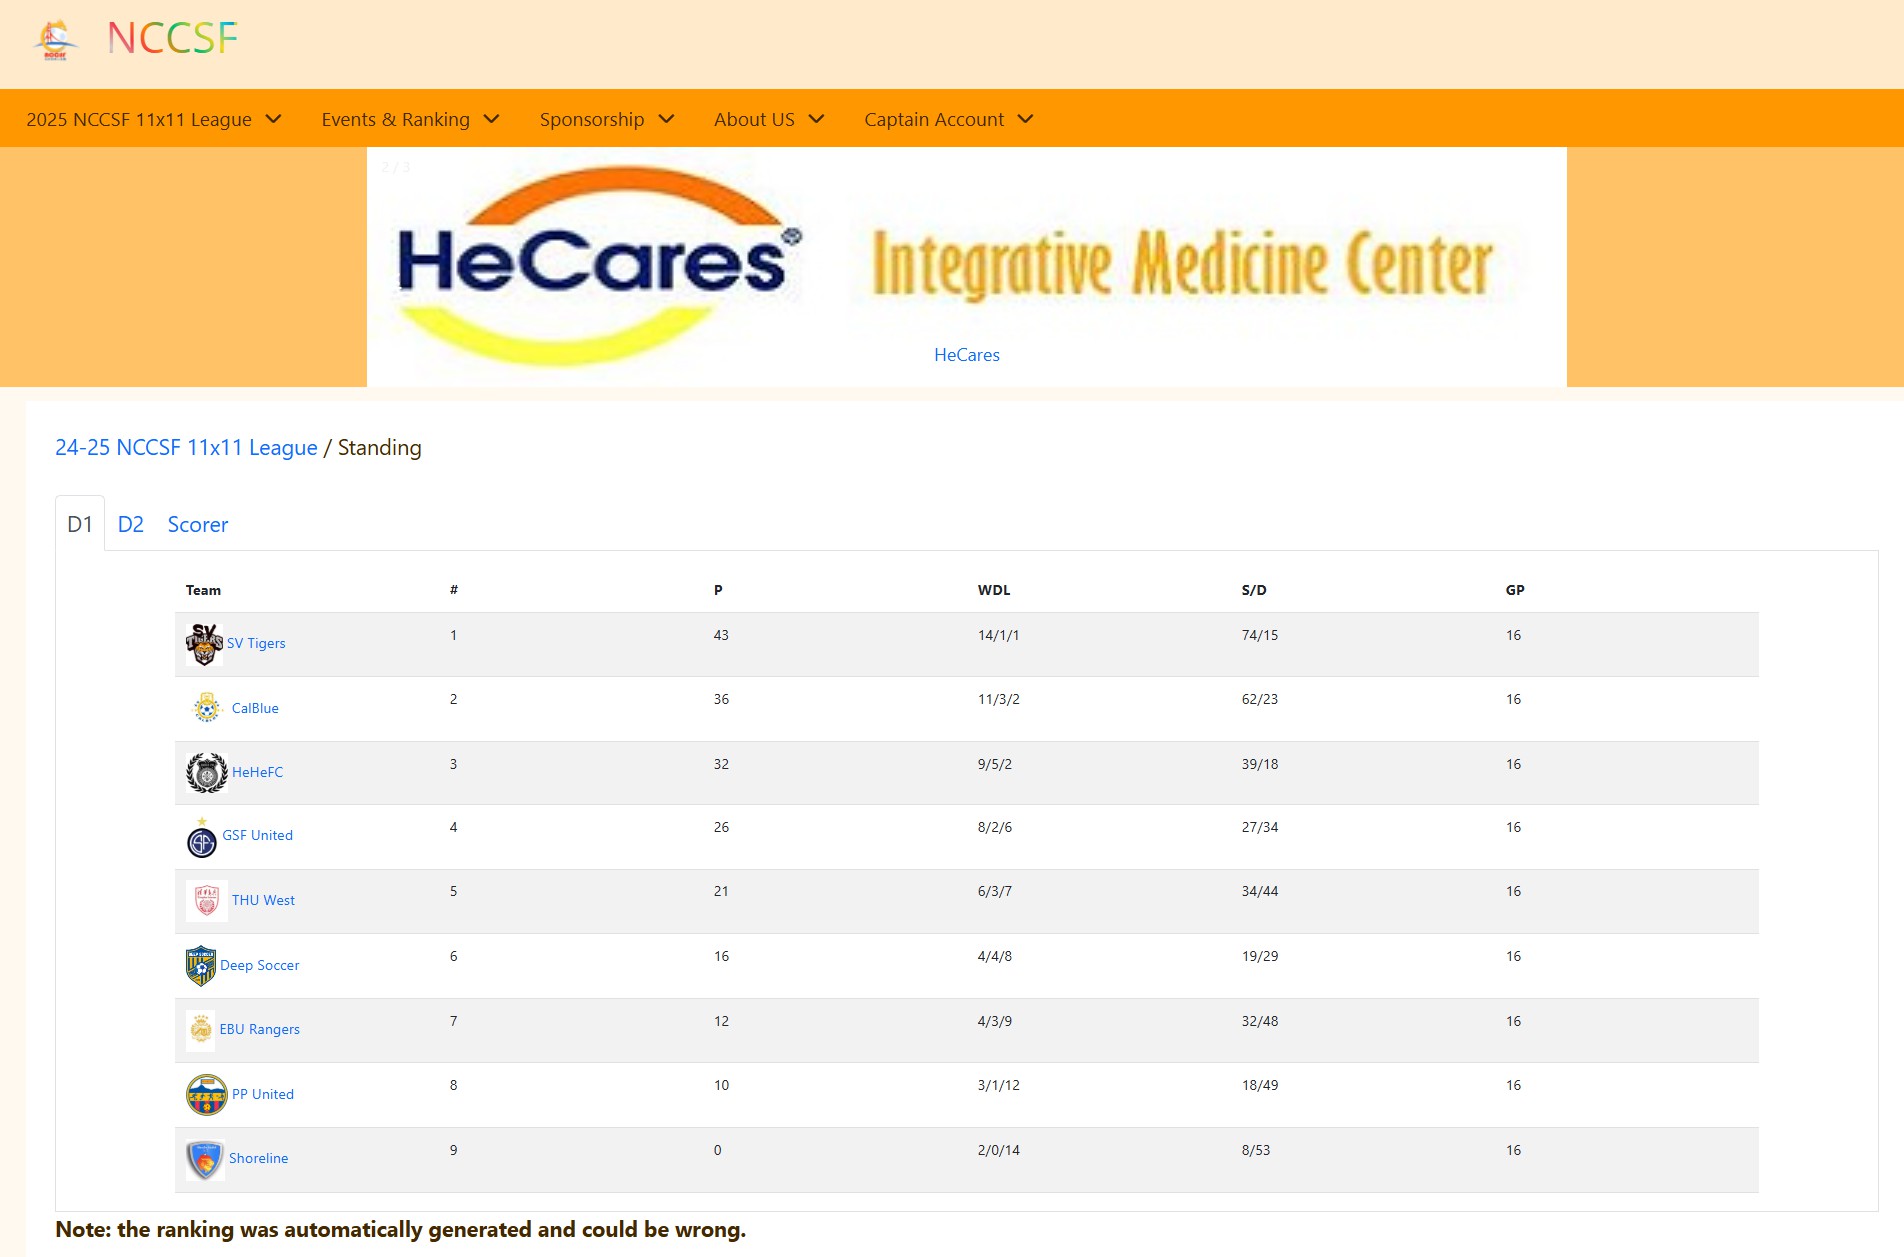 NCCSF
2025 NCCSF 11x11 League Events & Ranking Sponsorship About US Captain Account
2 / 3
HeCares® Integrative Medicine Center
HeCares
24-25 NCCSF 11x11 League / Standing
D1 D2 Scorer
Team # P WDL S/D GP
SV Tigers 1 43 14/1/1 74/15 16
CalBlue 2 36 11/3/2 62/23 16
HeHeFC 3 32 9/5/2 39/18 16
GSF United 4 26 8/2/6 27/34 16
THU West 5 21 6/3/7 34/44 16
Deep Soccer 6 16 4/4/8 19/29 16
EBU Rangers 7 12 4/3/9 32/48 16
PP United 8 10 3/1/12 18/49 16
Shoreline 9 0 2/0/14 8/53 16
Note: the ranking was automatically generated and could be wrong.